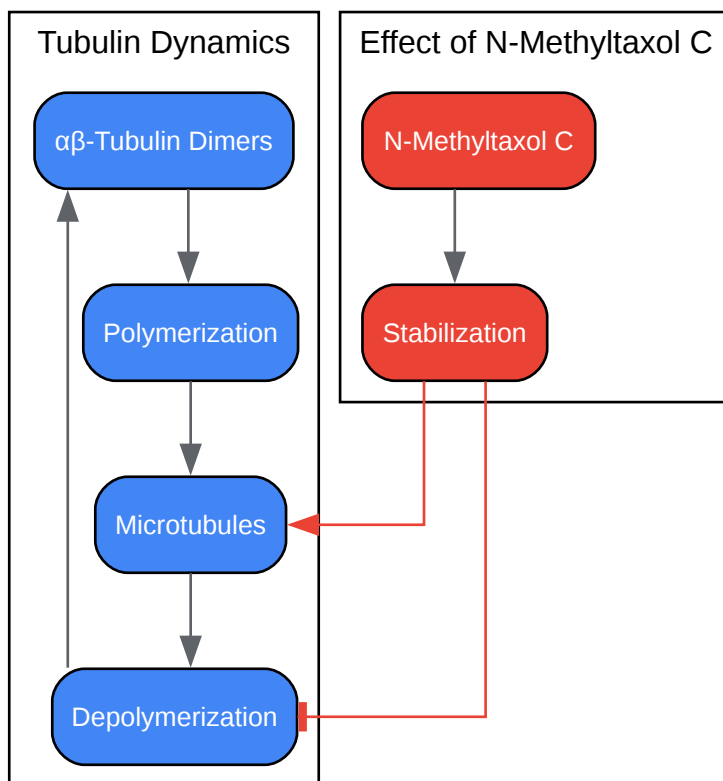 Tubulin Dynamics
αβ-Tubulin Dimers
Polymerization
Microtubules
Depolymerization
Effect of N-Methyltaxol C
N-Methyltaxol C
Stabilization